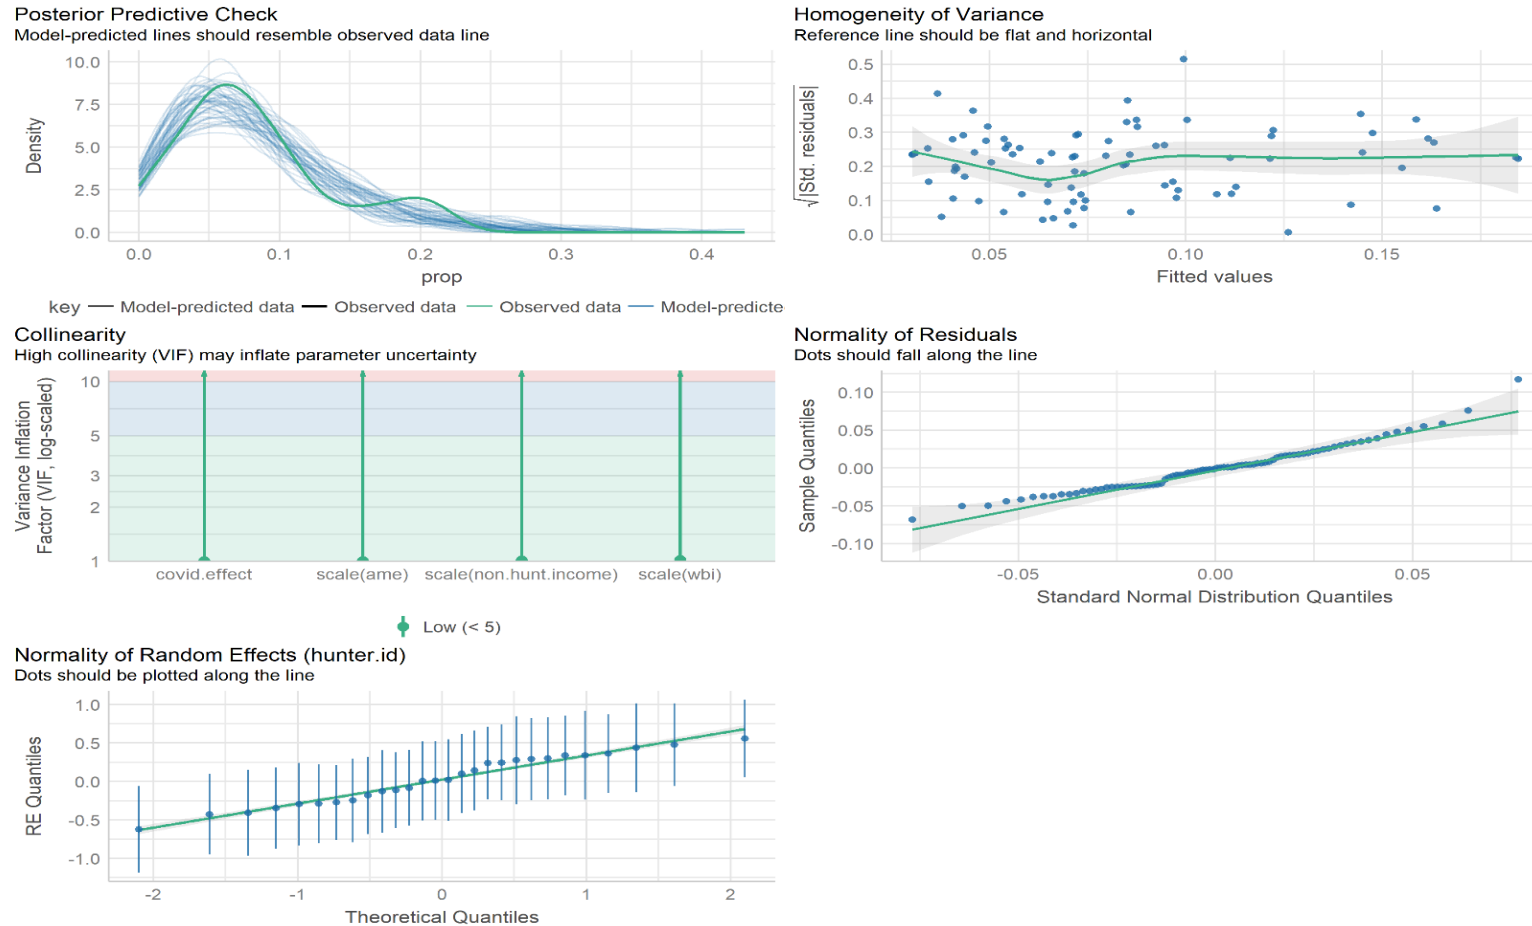 Posterior Predictive Check
Model-predicted lines should resemble observed data line
Density
10.0
7.5
5.0
2.5
0.0
0.0 0.1 0.2 0.3 0.4
prop
key Model-predicted data Observed data Observed data Model-predicte
Homogeneity of Variance
Reference line should be flat and horizontal
√|Std. residuals|
0.5
0.4
0.3
0.2
0.1
0.0
0.05 0.10 0.15
Fitted values
Collinearity
High collinearity (VIF) may inflate parameter uncertainty
Variance Inflation
Factor (VIF, log-scaled)
10
5
3
2
1
covid.effect scale(ame) scale(non.hunt.income) scale(wbi)
Low (< 5)
Normality of Residuals
Dots should fall along the line
Sample Quantiles
0.10
0.05
0.00
-0.05
-0.10
-0.05 0.00 0.05
Standard Normal Distribution Quantiles
Normality of Random Effects (hunter.id)
Dots should be plotted along the line
RE Quantiles
1.0
0.5
0.0
-0.5
-1.0
-2 -1 0 1 2
Theoretical Quantiles